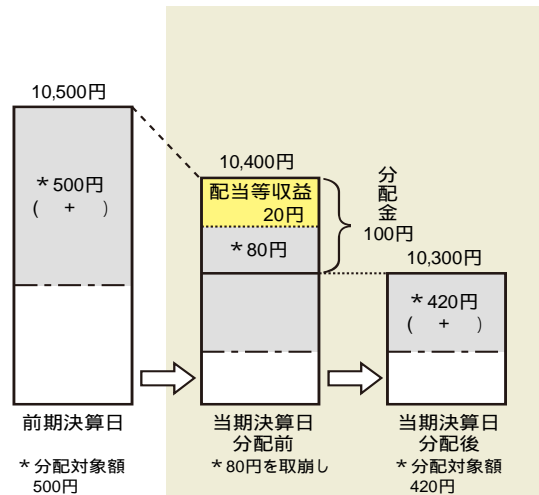 10,500円
*500円
( + )
前期決算日
*分配対象額
500円
10,400円
配当等収益
20円
*80円
分配金
100円
当期決算日
分配前
*80円を取崩し
10,300円
*420円
( + )
当期決算日
分配後
*分配対象額
420円